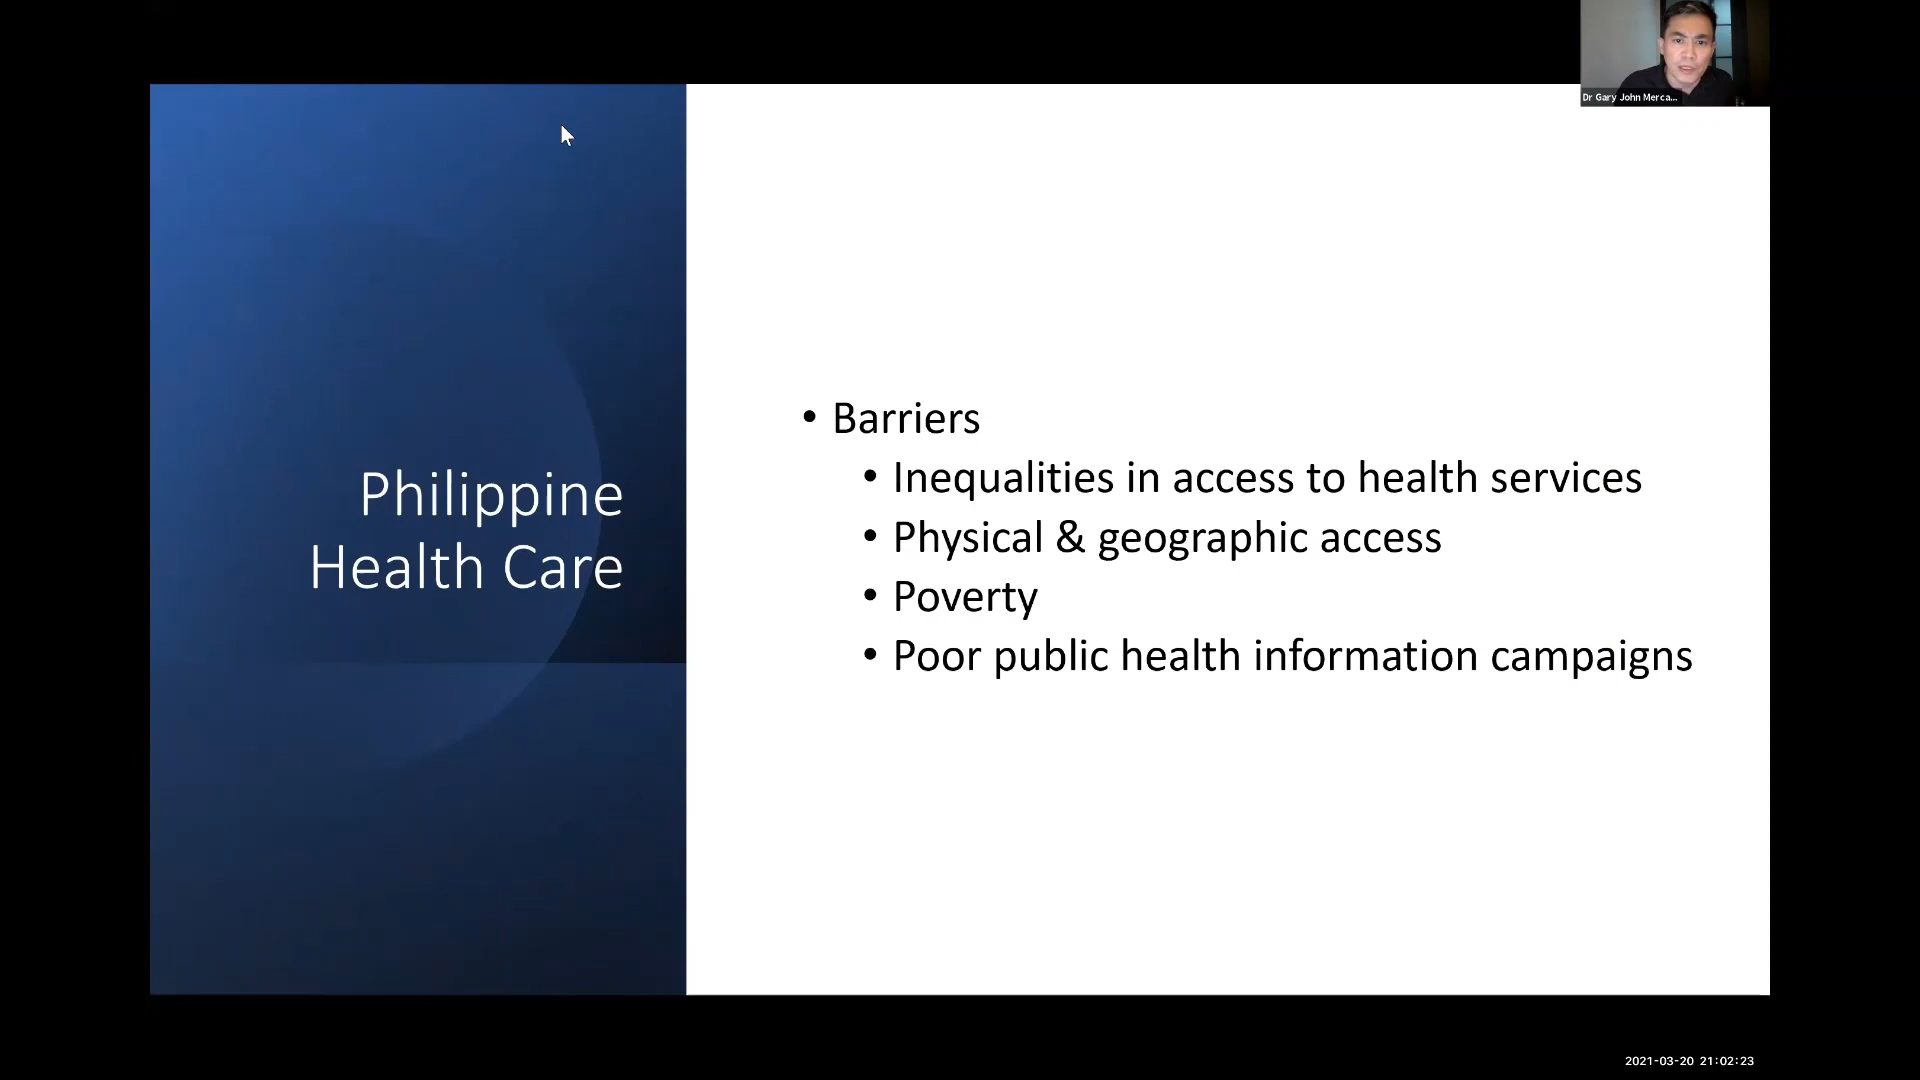 Dr Gary John Merca...
Philippine
Health Care
• Barriers
• Inequalities in access to health services
• Physical & geographic access
• Poverty
• Poor public health information campaigns
2021-03-20 21:02:23